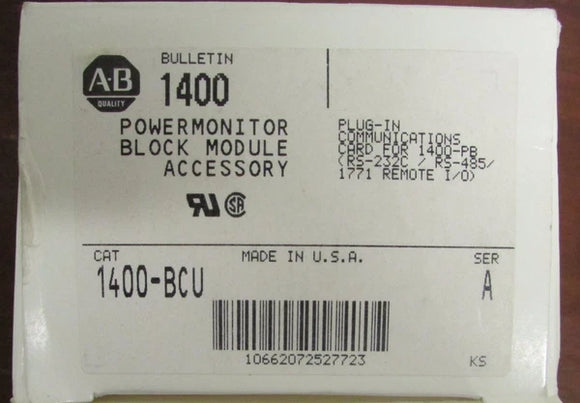 A-B
QUALITY
BULLETIN
1400
POWERMONITOR
BLOCK MODULE
ACCESSORY
PLUG-IN
COMMUNICATIONS
CARD FOR 1400-PB
(RS-232C / RS-485/
1771 REMOTE I/O)
CAT
1400-BCU
MADE IN U.S.A.
SER
A
10662072527723
KS